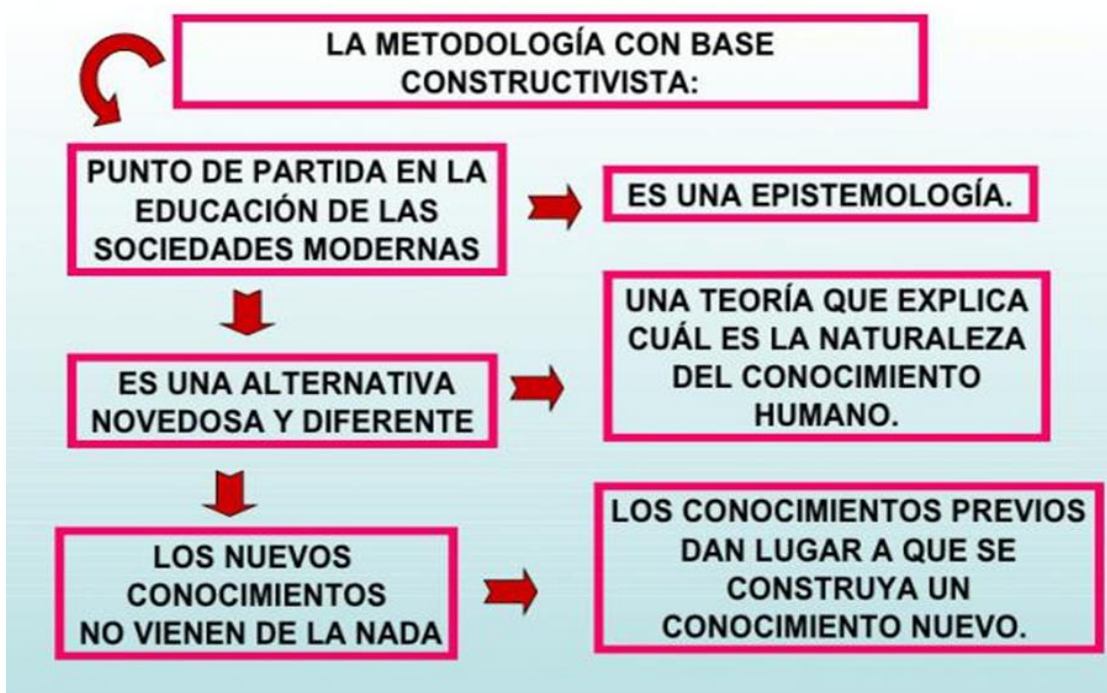 LA METODOLOGÍA CON BASE
CONSTRUCTIVISTA:
PUNTO DE PARTIDA EN LA
EDUCACIÓN DE LAS
SOCIEDADES MODERNAS
ES UNA EPISTEMOLOGÍA.
ES UNA ALTERNATIVA
NOVEDOSA Y DIFERENTE
UNA TEORÍA QUE EXPLICA
CUÁL ES LA NATURALEZA
DEL CONOCIMIENTO
HUMANO.
LOS NUEVOS
CONOCIMIENTOS
NO VIENEN DE LA NADA
LOS CONOCIMIENTOS PREVIOS
DAN LUGAR A QUE SE
CONSTRUYA UN
CONOCIMIENTO NUEVO.